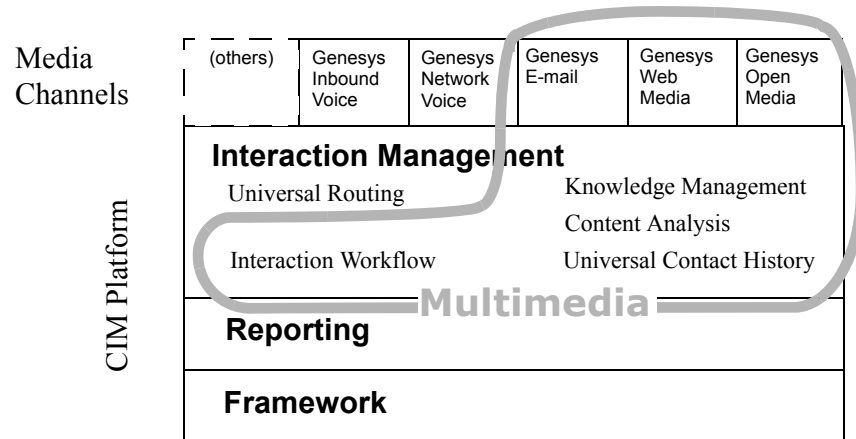 Media
Channels
(others)
Genesys
Inbound
Voice
Genesys
Network
Voice
Genesys
E-mail
Genesys
Web
Media
Genesys
Open
Media
CIM Platform
Interaction Management
Universal Routing
Knowledge Management
Content Analysis
Interaction Workflow
Universal Contact History
Multimedia
Reporting
Framework